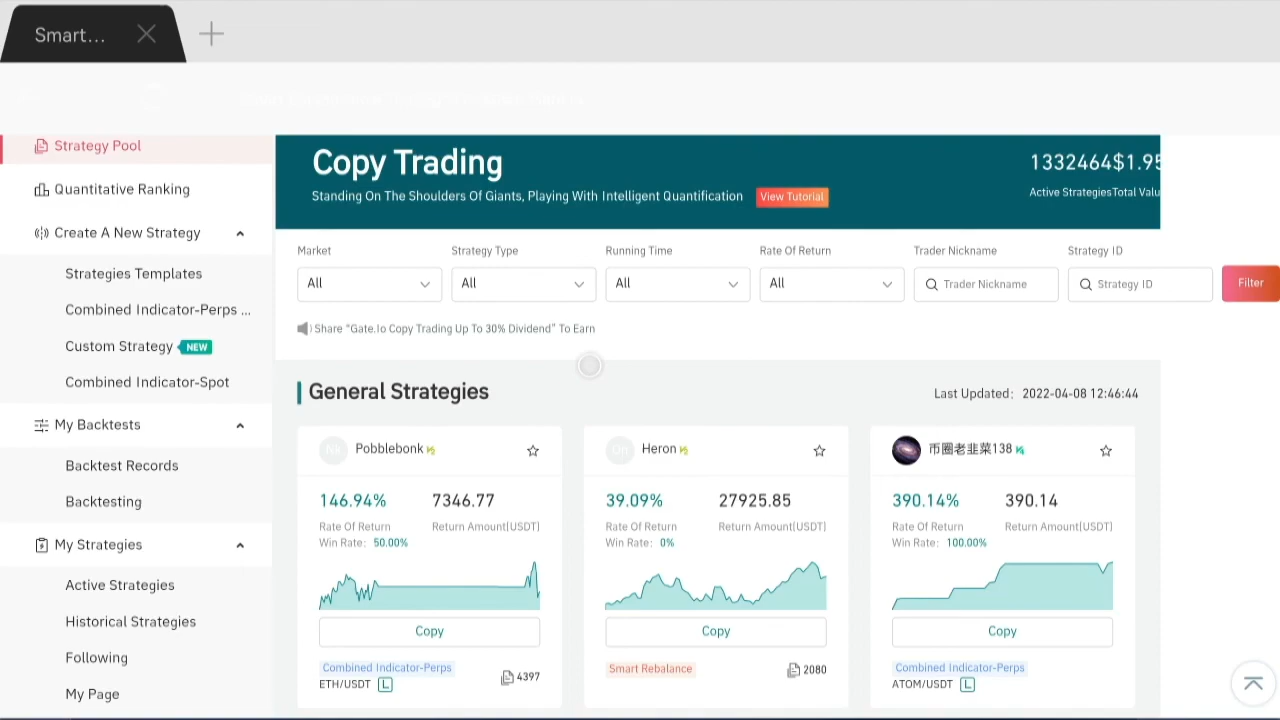 Smart...
Strategy Pool
Quantitative Ranking
Create A New Strategy
Strategies Templates
Combined Indicator-Perps ...
Custom Strategy NEW
Combined Indicator-Spot
My Backtests
Backtest Records
Backtesting
My Strategies
Active Strategies
Historical Strategies
Following
My Page
Copy Trading
Standing On The Shoulders Of Giants, Playing With Intelligent Quantification View Tutorial
1332464$1.95
Active StrategiesTotal Valu
Market Strategy Type Running Time Rate Of Return Trader Nickname Strategy ID
All All All All Trader Nickname Strategy ID Filter
Share "Gate.Io Copy Trading Up To 30% Dividend" To Earn
General Strategies
Last Updated: 2022-04-08 12:46:44
Pobblebonk
146.94% 7346.77
Rate Of Return Return Amount(USDT)
Win Rate: 50.00%
Copy
Combined Indicator-Perps
ETH/USDT L
4397
Heron
39.09% 27925.85
Rate Of Return Return Amount(USDT)
Win Rate: 0%
Copy
Smart Rebalance
2080
币圈老韭菜138
390.14% 390.14
Rate Of Return Return Amount(USDT)
Win Rate: 100.00%
Copy
Combined Indicator-Perps
ATOM/USDT L